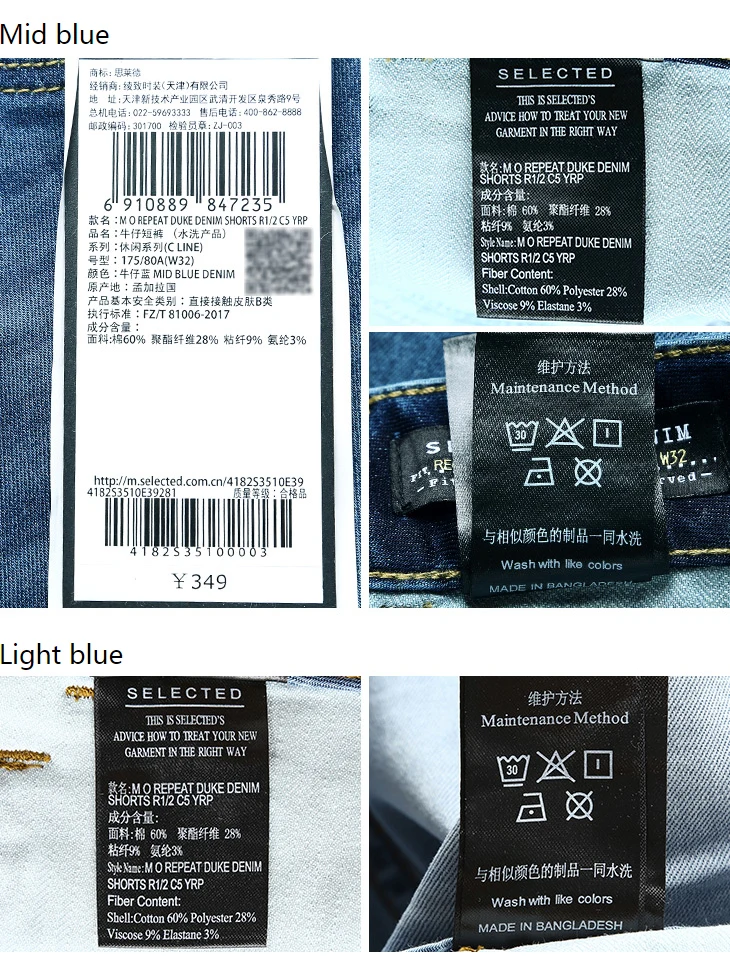 Mid blue
商标: 思莱德
经销商: 绫致时装(天津)有限公司
地 址:天津新技术产业园区武清开发区泉秀路9号
总机电话:022-59693333 售后电话:400-862-8888
邮政编码:301700 检验员章:ZJ-003
6 910889 847235
款名:M O REPEAT DUKE DENIM SHORTS R1/2 C5 YRP
品名:牛仔短裤 (水洗产品)
系列:休闲系列(C LINE)
号型:175/80A(W32)
颜色:牛仔蓝 MID BLUE DENIM
原产地:孟加拉国
产品基本安全类别:直接接触皮肤B类
执行标准:FZ/T 81006-2017
成分含量:
面料:棉60% 聚酯纤维28% 粘纤9% 氨纶3%
http://m.selected.com.cn/4182S3510E39
4182S3510E39281 质量等级:合格品
4182S35100003
￥349
SELECTED
THIS IS SELECTED'S
ADVICE HOW TO TREAT YOUR NEW
GARMENT IN THE RIGHT WAY
款名:M O REPEAT DUKE DENIM
SHORTS R1/2 C5 YRP
成分含量:
面料:棉 60% 聚酯纤维 28%
粘纤9% 氨纶3%
Style Name:M O REPEAT DUKE DENIM
SHORTS R1/2 C5 YRP
Fiber Content:
Shell:Cotton 60% Polyester 28%
Viscose 9% Elastane 3%
维护方法
Maintenance Method
30
与相似颜色的制品一同水洗
Wash with like colors
MADE IN BANGLADESH
W32
Light blue
SELECTED
THIS IS SELECTED'S
ADVICE HOW TO TREAT YOUR NEW
GARMENT IN THE RIGHT WAY
款名:M O REPEAT DUKE DENIM
SHORTS R1/2 C5 YRP
成分含量:
面料:棉 60% 聚酯纤维 28%
粘纤9% 氨纶3%
Style Name:M O REPEAT DUKE DENIM
SHORTS R1/2 C5 YRP
Fiber Content:
Shell:Cotton 60% Polyester 28%
Viscose 9% Elastane 3%
维护方法
Maintenance Method
30
与相似颜色的制品一同水洗
Wash with like colors
MADE IN BANGLADESH